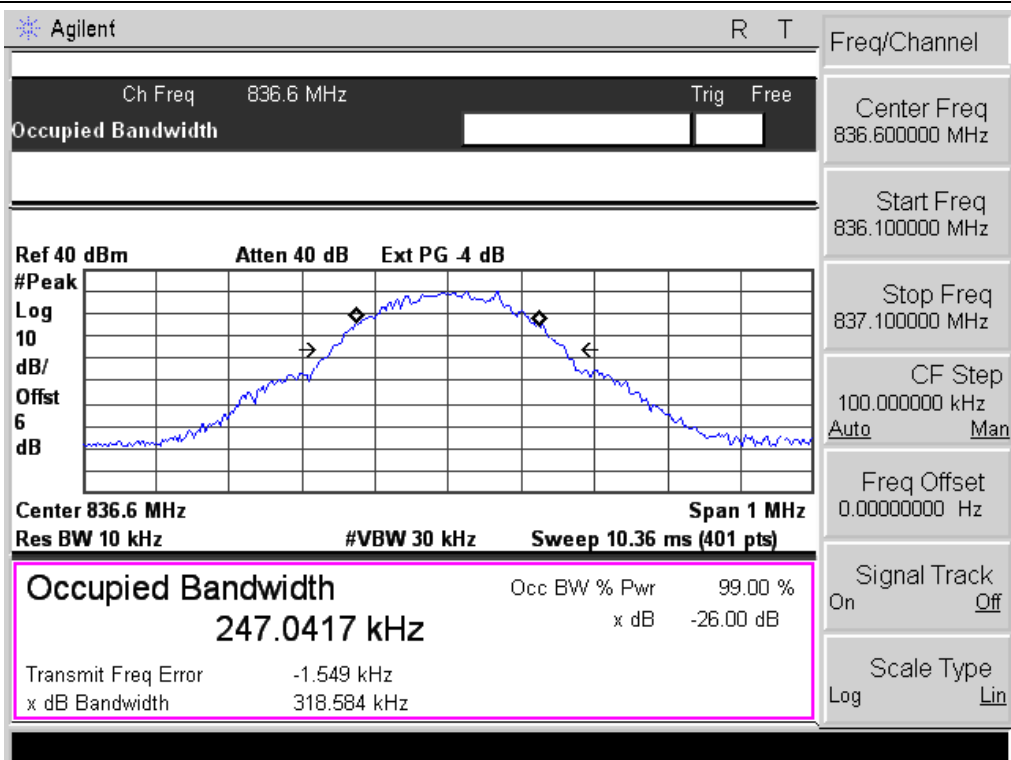 Agilent R T
Ch Freq 836.6 MHz Trig Free
Occupied Bandwidth
Ref 40 dBm Atten 40 dB Ext PG -4 dB
#Peak
Log
10
dB/
Offst
6
dB
Center 836.6 MHz Span 1 MHz
Res BW 10 kHz #VBW 30 kHz Sweep 10.36 ms (401 pts)
Occupied Bandwidth Occ BW % Pwr 99.00 %
247.0417 kHz x dB -26.00 dB
Transmit Freq Error -1.549 kHz
x dB Bandwidth 318.584 kHz
Freq/Channel
Center Freq
836.600000 MHz
Start Freq
836.100000 MHz
Stop Freq
837.100000 MHz
CF Step
100.000000 kHz
Auto Man
Freq Offset
0.00000000 Hz
Signal Track
On Off
Scale Type
Log Lin